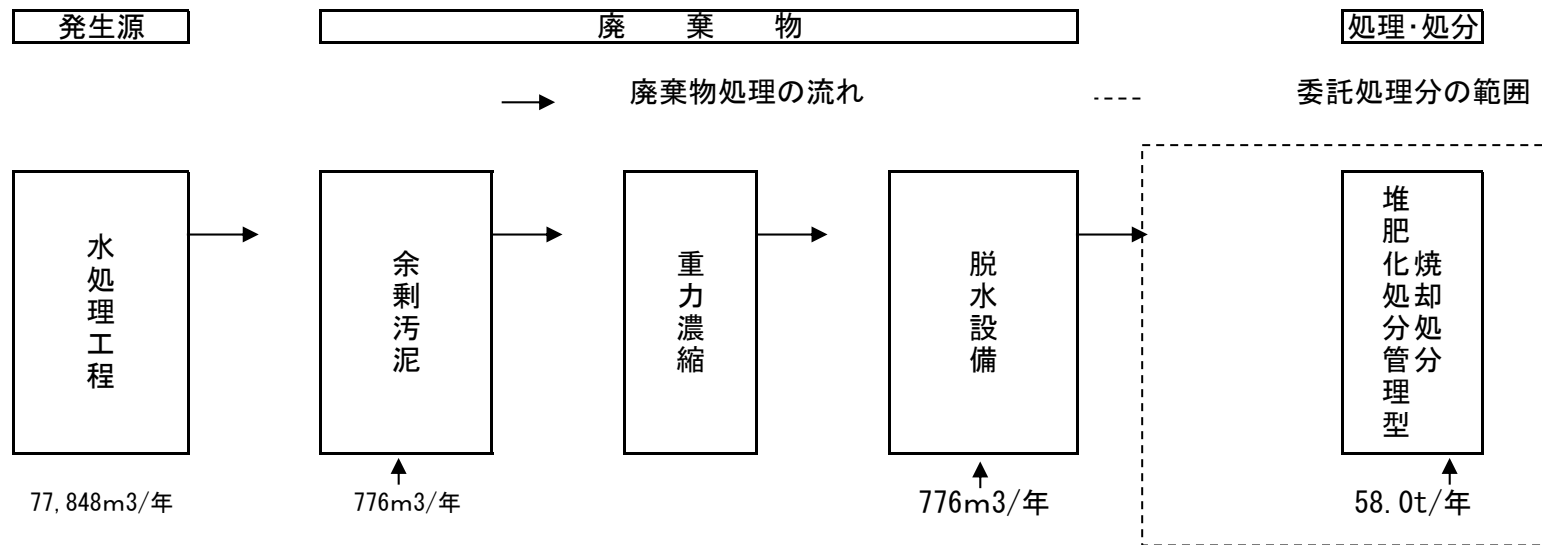 発生源
廃棄物
処理・処分
廃棄物処理の流れ
委託処理分の範囲
水処理工程
余剰汚泥
重力濃縮
脱水設備
焼却処分
堆肥化処分管理型
77,848m3/年
776m3/年
776m3/年
58.0t/年